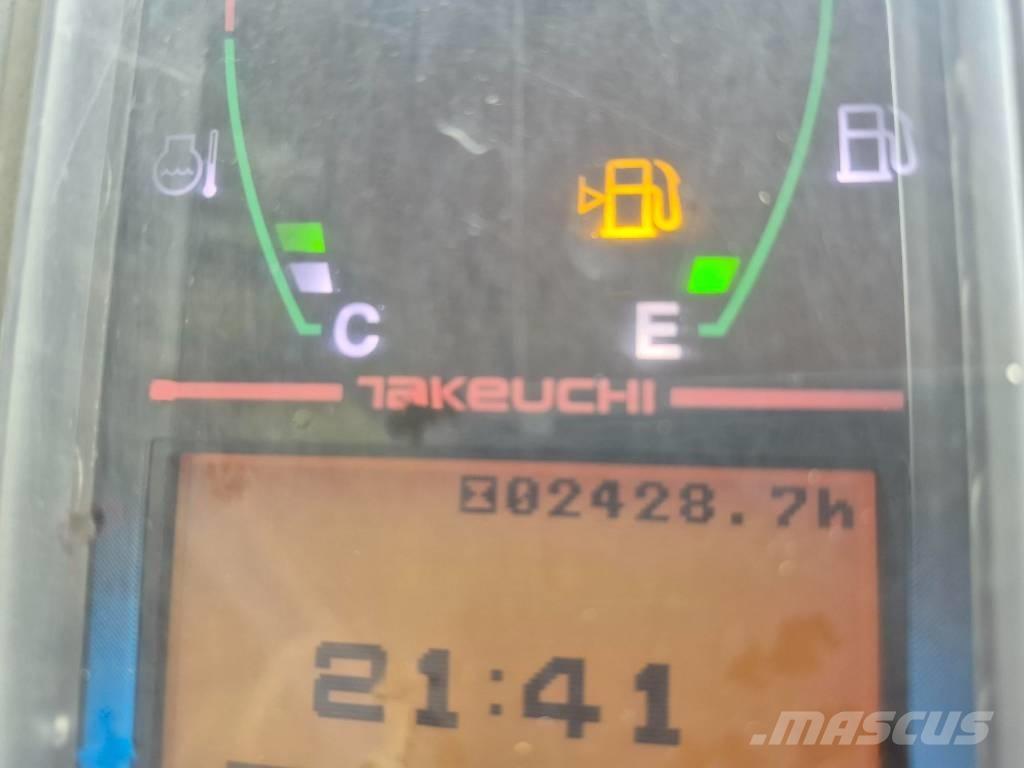 C E
TAKEUCHI
02428.7h
21:41
.MASCUS